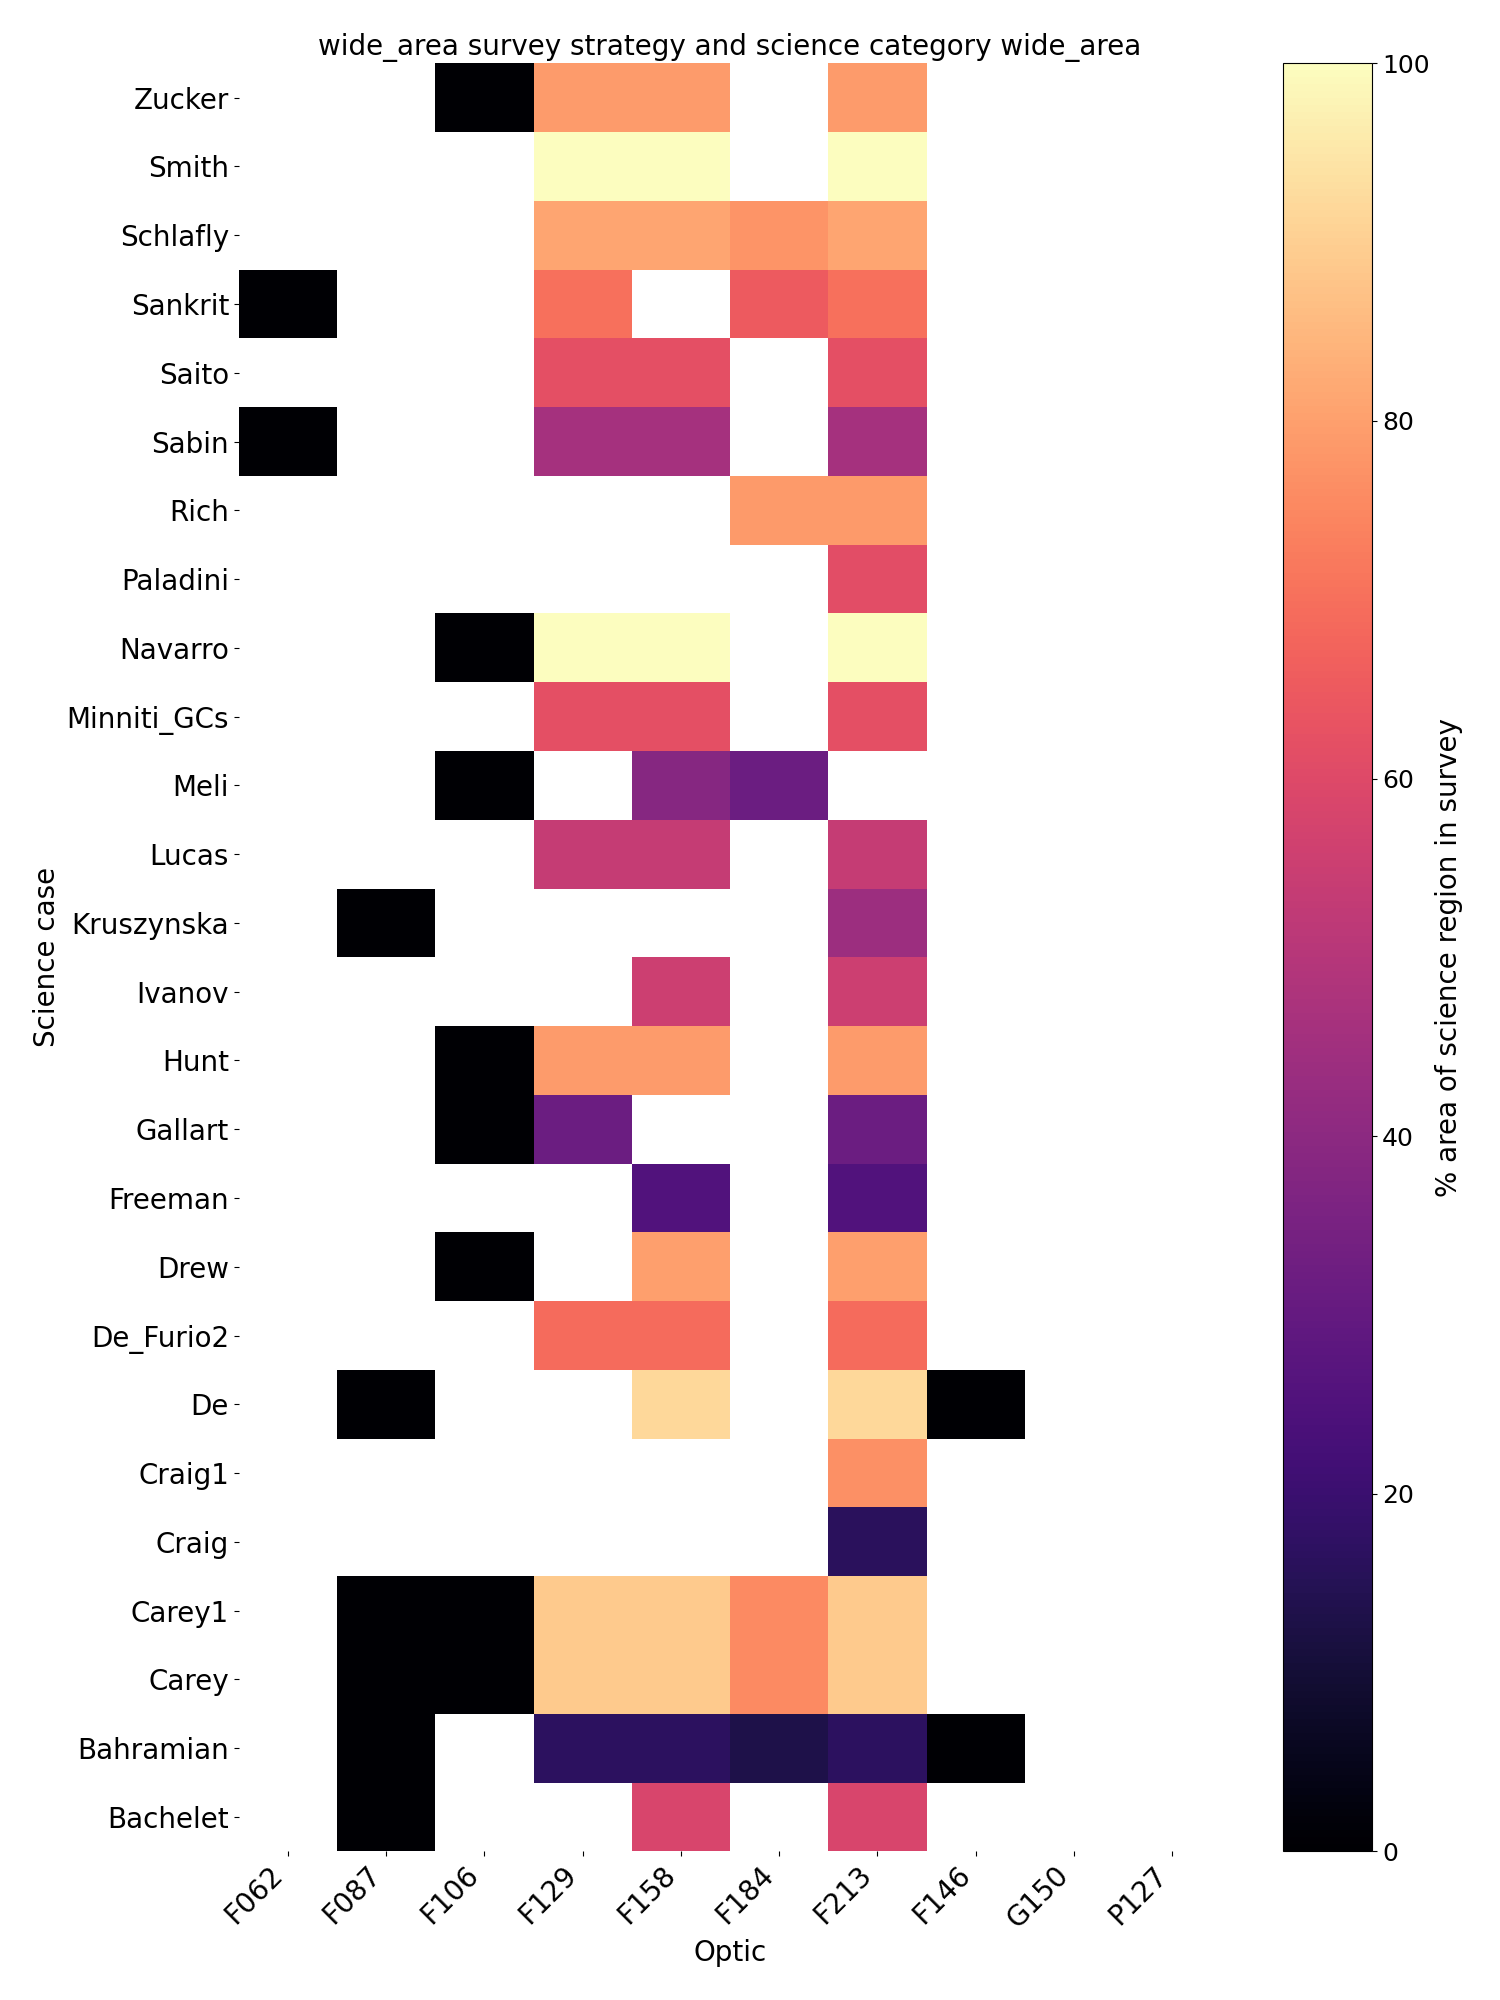 wide_area survey strategy and science category wide_area
Zucker
Smith
Schlafly
Sankrit
Saito
Sabin
Rich
Paladini
Navarro
Minniti_GCs
Meli
Lucas
Kruszynska
Ivanov
Hunt
Gallart
Freeman
Drew
De_Furio2
De
Craig1
Craig
Carey1
Carey
Bahramian
Bachelet
Science case
F062
F087
F106
F129
F158
F184
F213
F146
G150
P127
Optic
100
80
60
40
20
0
% area of science region in survey